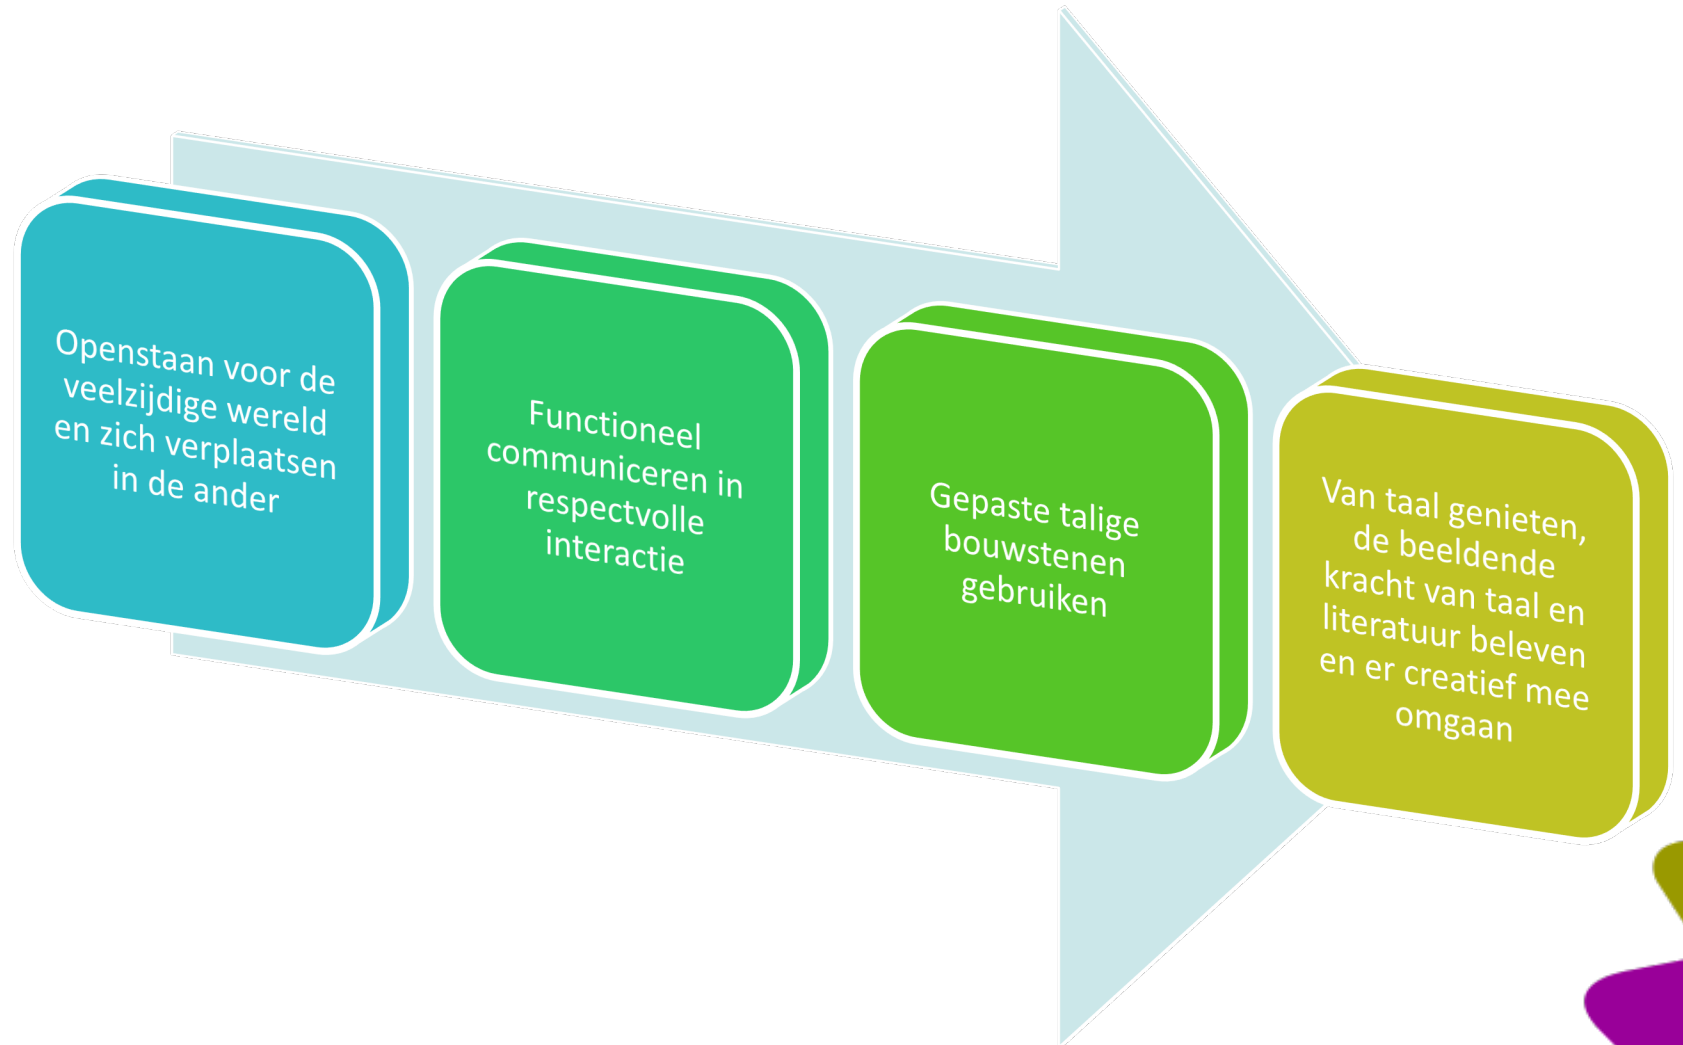 Openstaan voor de
veelzijdige wereld
en zich verplaatsen
in de ander
Functioneel
communiceren in
respectvolle
interactie
Gepaste talige
bouwstenen
gebruiken
Van taal genieten,
de beeldende
kracht van taal en
literatuur beleven
en er creatief mee
omgaan